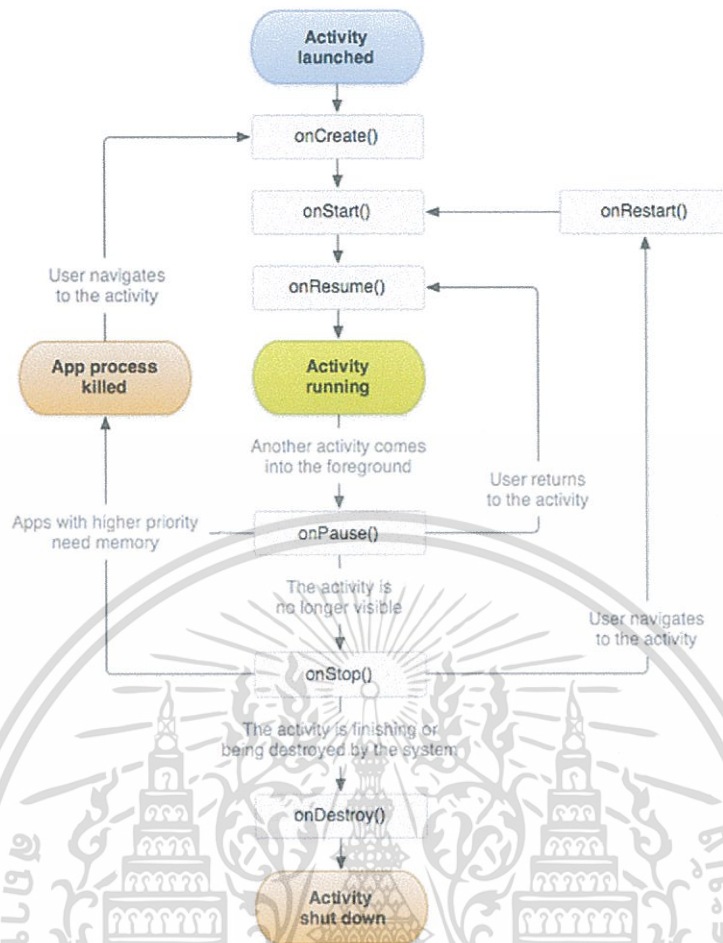 Activity
launched
onCreate()
onStart()
onRestart()
onResume()
User navigates
to the activity
App process
killed
Activity
running
Another activity comes
into the foreground
User returns
to the activity
Apps with higher priority
need memory
onPause()
The activity is
no longer visible
User navigates
to the activity
onStop()
The activity is finishing or
being destroyed by the system
onDestroy()
Activity
shut down